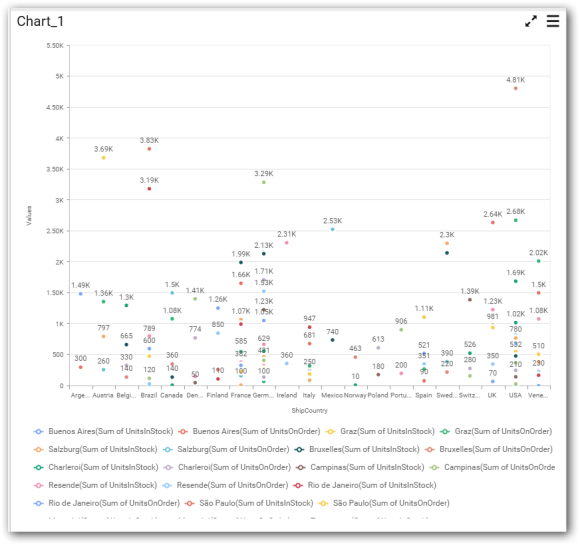 Chart_1
5.50K
5K
4.81K
4.50K
4K
3.83K
3.69K
3.50K
3.29K
3.19K
3K
2.64K
2.68K
2.53K
2.50K
2.31K
2.3K
2.13K
1.99K
2.02K
2K
1.71K
1.66K
1.69K
1.49K
1.5K
1.41K
1.39K
1.5K
1.50K
1.36K
1.3K
1.26K
1.23K
1.23K
1.08K
1.07K
1.11K
1.02K
1.08K
1K
947
981
906
797
789
774
850
740
780
665
600
585
629
681
613
521
526
510
500
463
300
260
330
360
360
250
351
390
280
350
140
120
140
50
110
100
100
10
180
200
90
220
70
210
0
Values
Arge... Austria Belgi... Brazil Canada Den... Finland France Germ... Ireland Italy Mexico Norway Poland Portu... Spain Swed... Switz... UK USA Vene...
ShipCountry
Buenos Aires(Sum of UnitsInStock) Buenos Aires(Sum of UnitsOnOrder) Graz(Sum of UnitsInStock) Graz(Sum of UnitsOnOrder)
Salzburg(Sum of UnitsInStock) Salzburg(Sum of UnitsOnOrder) Bruxelles(Sum of UnitsInStock) Bruxelles(Sum of UnitsOnOrder)
Charleroi(Sum of UnitsInStock) Charleroi(Sum of UnitsOnOrder) Campinas(Sum of UnitsInStock) Campinas(Sum of UnitsOnOrde
Resende(Sum of UnitsInStock) Resende(Sum of UnitsOnOrder) Rio de Janeiro(Sum of UnitsInStock)
Rio de Janeiro(Sum of UnitsOnOrder) São Paulo(Sum of UnitsInStock) São Paulo(Sum of UnitsOnOrder)